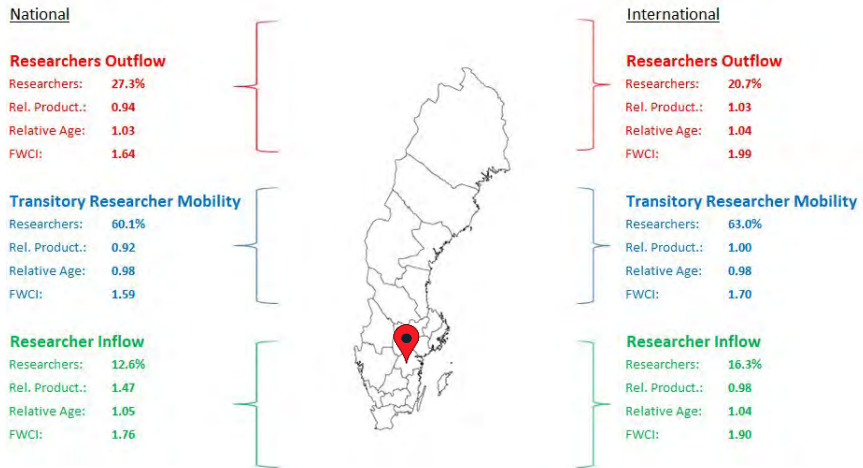 National
Researchers Outflow
Researchers: 27.3%
Rel. Product.: 0.94
Relative Age: 1.03
FWCI: 1.64
Transitory Researcher Mobility
Researchers: 60.1%
Rel. Product.: 0.92
Relative Age: 0.98
FWCI: 1.59
Researcher Inflow
Researchers: 12.6%
Rel. Product.: 1.47
Relative Age: 1.05
FWCI: 1.76
International
Researchers Outflow
Researchers: 20.7%
Rel. Product.: 1.03
Relative Age: 1.04
FWCI: 1.99
Transitory Researcher Mobility
Researchers: 63.0%
Rel. Product.: 1.00
Relative Age: 0.98
FWCI: 1.70
Researcher Inflow
Researchers: 16.3%
Rel. Product.: 0.98
Relative Age: 1.04
FWCI: 1.90